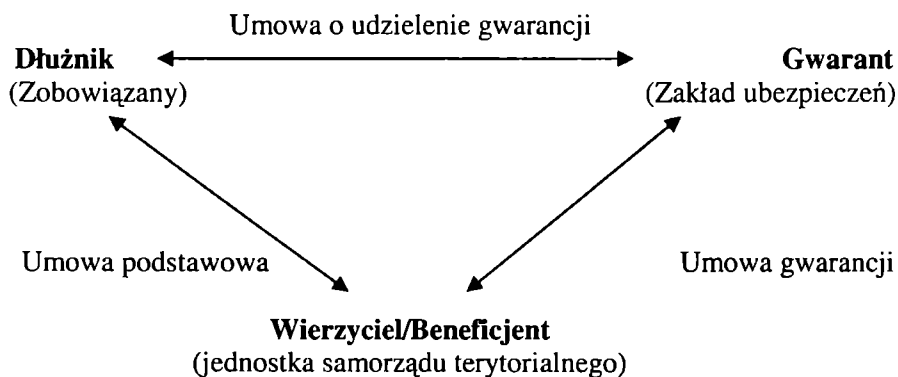 Umowa o udzielenie gwarancji
Dłużnik Gwarant
(Zobowiązany) (Zakład ubezpieczeń)
Umowa podstawowa Umowa gwarancji
Wierzyciel/Beneficjent
(jednostka samorządu terytorialnego)